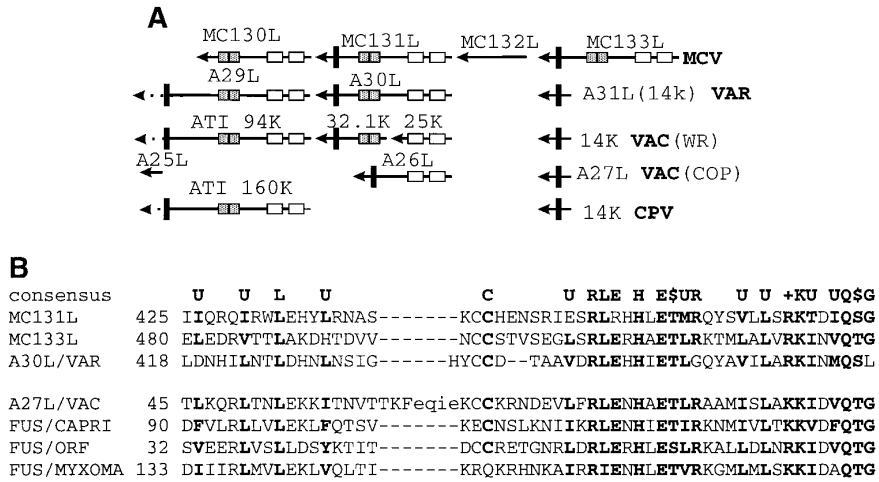 A
MC130L MC131L MC132L MC133L MCV
A29L A30L A31L(14k) VAR
ATI 94K 32.1K 25K 14K VAC(WR)
A25L A26L A27L VAC(COP)
ATI 160K 14K CPV
B
consensus U U L U C U RLE H E$UR U U +KU UQ$G
MC131L 425 IIQRQIRWLEHYLRNAS-------KCCHENSRIESRLRHLETMRQYSVLLSRKTDIQSG
MC133L 480 ELEDRVTTLAKDHTDVV-------NCCSTVSEGLSRLERHAETLRKTMLALVRKINVQTG
A30L/VAR 418 LDNHILNTLDHNLNSIG------HYCCD--TAAVDRLERHIETLGQYAVILARKINMQSL
A27L/VAC 45 TLKQRLTNLEKKITNVTTKFeqieKCCKRNDEVLFRLENHAETLRAAMISLAKKIDVQTG
FUS/CAPRI 90 DFVLRLLVLEKLFQTSV-------KECNSLKNIIKRLENHIETIRKNMIVLTKKVDFQTG
FUS/ORF 32 SVEERLVSLLDSYKTIT-------DCCRETGNRLDRLENHLESLRKALLDLNRKIDVQTG
FUS/MYXOMA 133 DIIIRLMVLEKLVQLTI-------KRQKRHNKAIRRIENHLETVRKGMLMLSKKIDAQTG